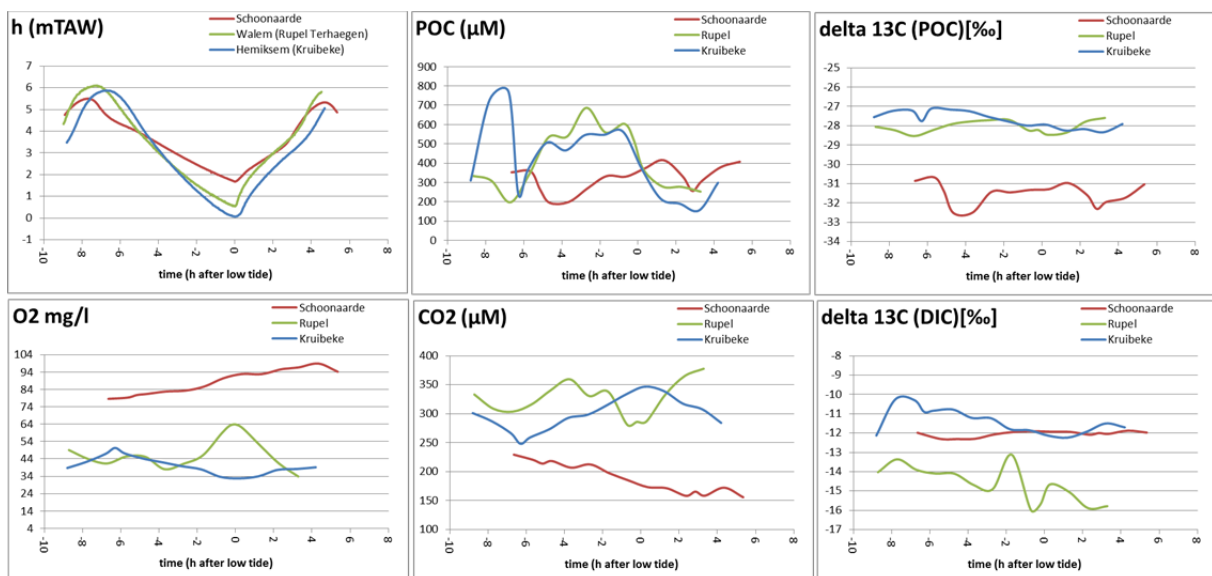 h (mTAW)
Schoonaarde
Walem (Rupel Terhaegen)
Hemiksem (Kruibeke)
7
6
5
4
3
2
1
0
-1
-10 -8 -6 -4 -2 0 2 4 6 8
time (h after low tide)
POC (µM)
Schoonaarde
Rupel
Kruibeke
900
800
700
600
500
400
300
200
100
0
-10 -8 -6 -4 -2 0 2 4 6 8
time (h after low tide)
delta 13C (POC)[‰]
Schoonaarde
Rupel
Kruibeke
-25
-26
-27
-28
-29
-30
-31
-32
-33
-34
-10 -8 -6 -4 -2 0 2 4 6 8
time (h after low tide)
O2 mg/l
Schoonaarde
Rupel
Kruibeke
104
94
84
74
64
54
44
34
24
14
4
-10 -8 -6 -4 -2 0 2 4 6 8
time (h after low tide)
CO2 (µM)
Schoonaarde
Rupel
Kruibeke
400
350
300
250
200
150
100
-10 -8 -6 -4 -2 0 2 4 6 8
time (h after low tide)
delta 13C (DIC)[‰]
Schoonaarde
Rupel
Kruibeke
-8
-9
-10
-11
-12
-13
-14
-15
-16
-17
-10 -8 -6 -4 -2 0 2 4 6 8
time (h after low tide)